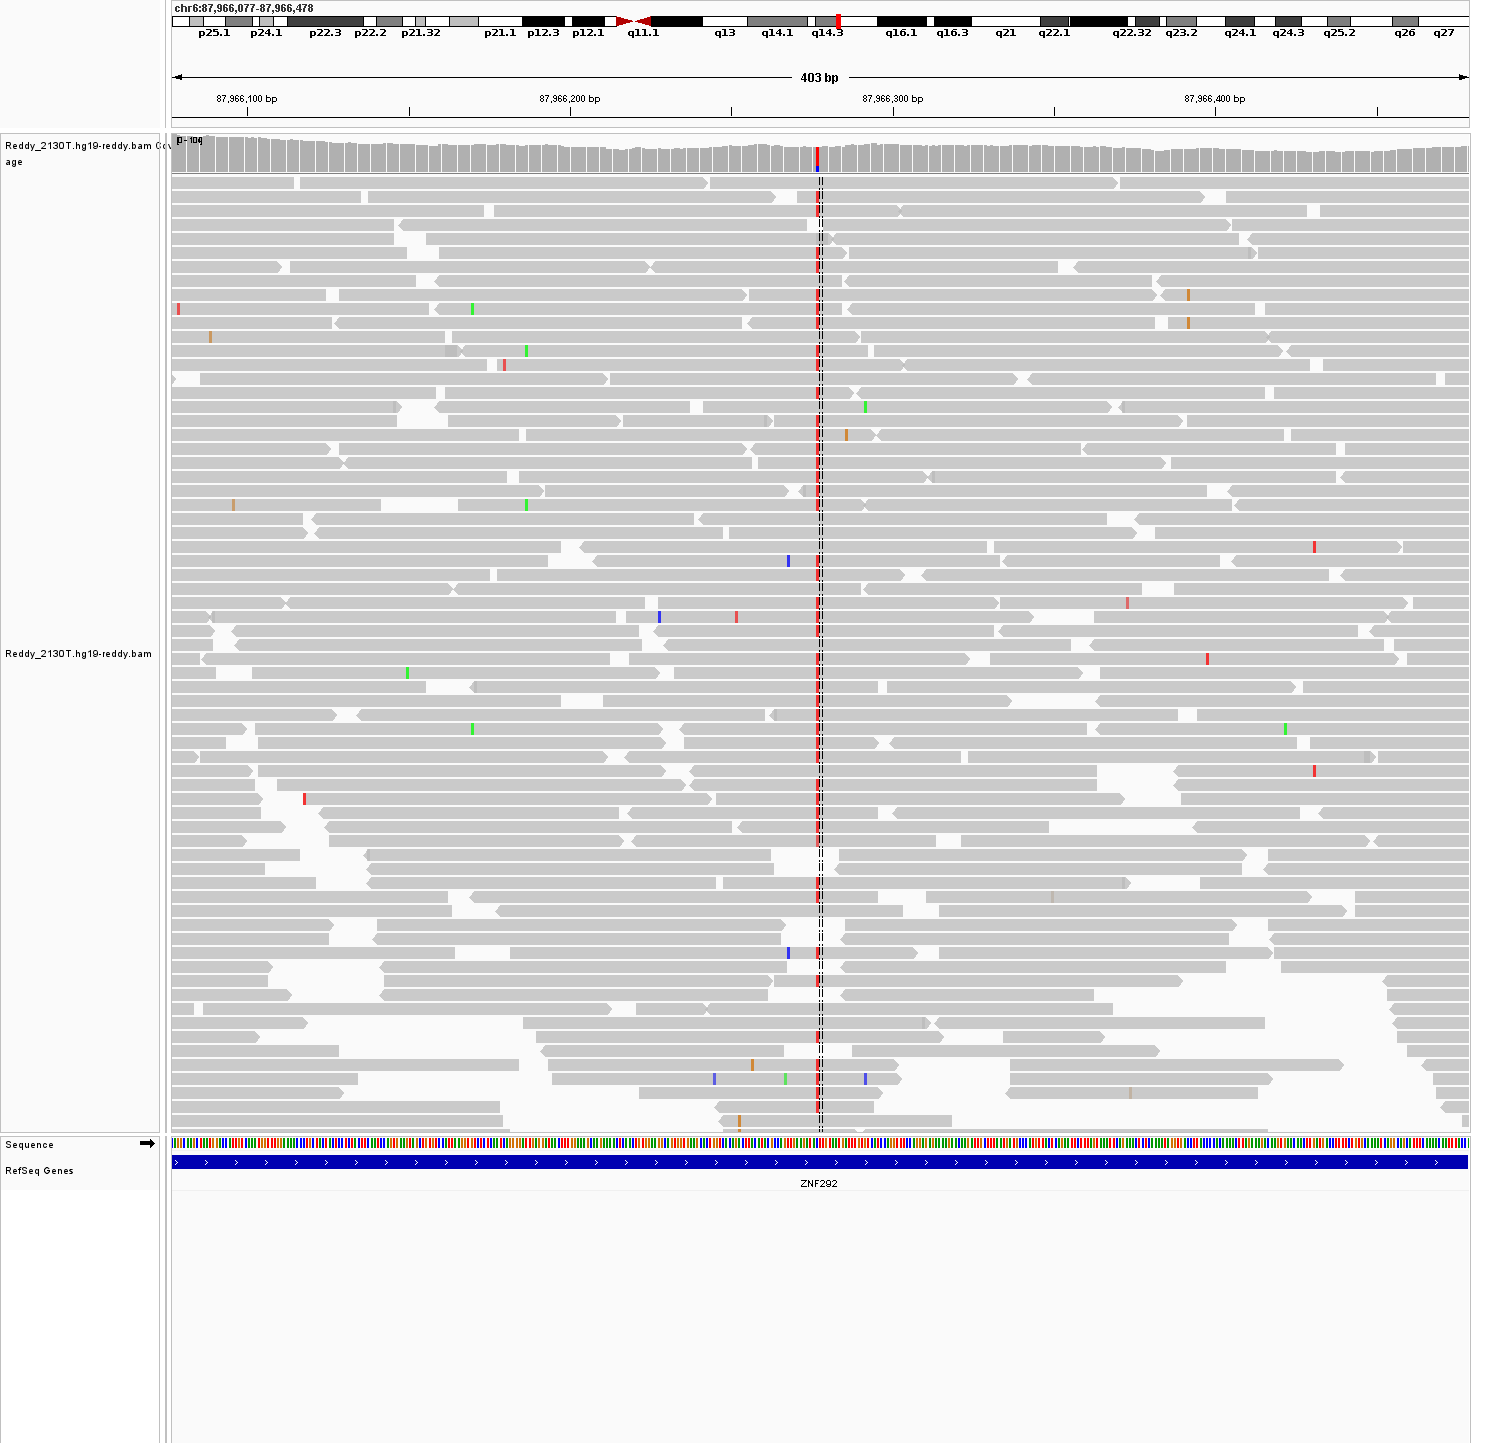 chr6:87,966,077-87,966,478
p25.1 p24.1 p22.3 p22.2 p21.32 p21.1 p12.3 p12.1 q11.1 q13 q14.1 q14.3 q16.1 q16.3 q21 q22.1 q22.32 q23.2 q24.1 q24.3 q25.2 q26 q27
403 bp
87,966,100 bp 87,966,200 bp 87,966,300 bp 87,966,400 bp
Reddy_2130T.hg19-reddy.bam Cov
age
Reddy_2130T.hg19-reddy.bam
Sequence
RefSeq Genes
ZNF292